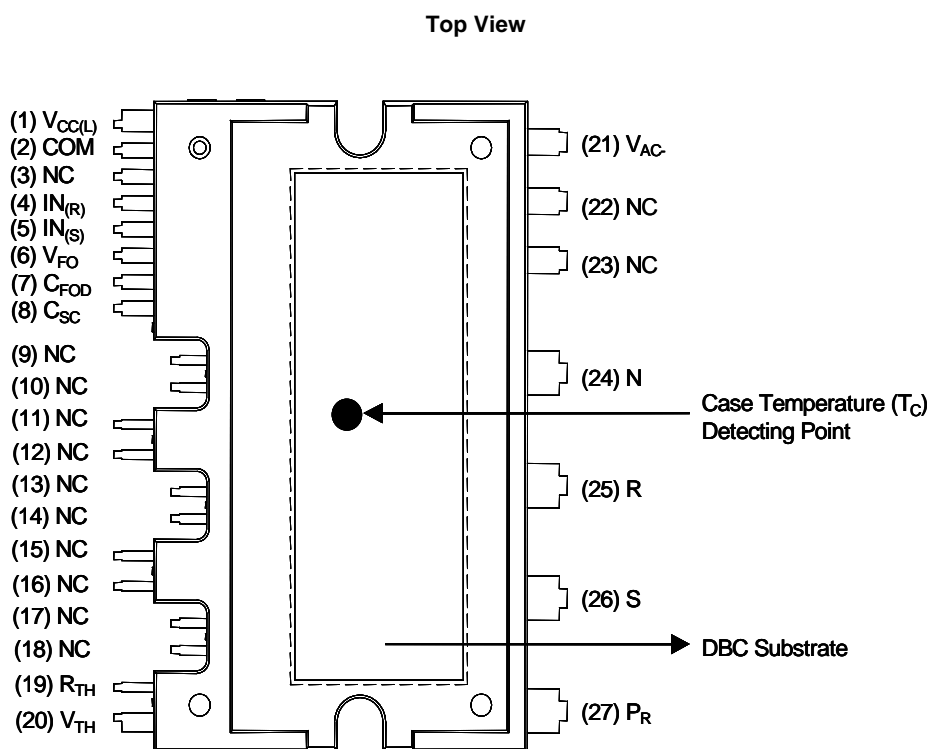 Top View
(1) VCC(L)
(2) COM
(3) NC
(4) IN(R)
(5) IN(S)
(6) VFO
(7) CFOD
(8) CSC
(9) NC
(10) NC
(11) NC
(12) NC
(13) NC
(14) NC
(15) NC
(16) NC
(17) NC
(18) NC
(19) RTH
(20) VTH
(21) VAC-
(22) NC
(23) NC
(24) N
Case Temperature (TC)
Detecting Point
(25) R
(26) S
DBC Substrate
(27) PR